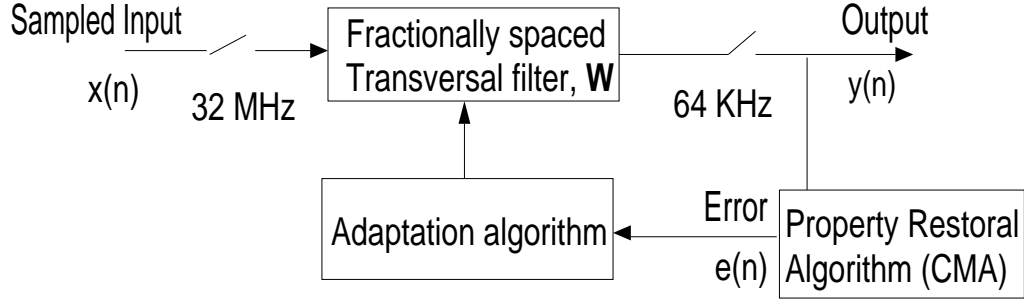 Sampled Input
x(n)
32 MHz
Fractionally spaced
Transversal filter, W
64 KHz
Output
y(n)
Adaptation algorithm
Error
e(n)
Property Restoral
Algorithm (CMA)